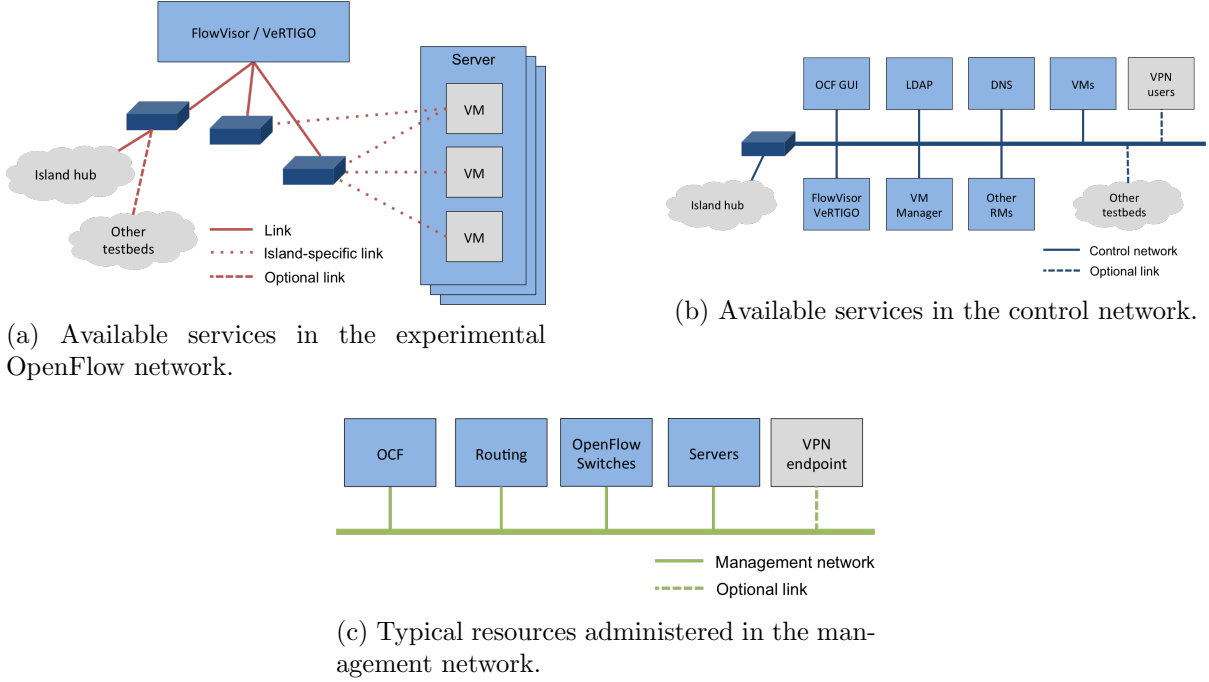 FlowVisor / VeRTIGO
Server
VM
VM
VM
Island hub
Other
testbeds
Link
Island-specific link
Optional link
(a) Available services in the experimental
OpenFlow network.
OCF GUI
LDAP
DNS
VMs
VPN
users
Island hub
FlowVisor
VeRTIGO
VM
Manager
Other
RMs
Other
testbeds
Control network
Optional link
(b) Available services in the control network.
OCF
Routing
OpenFlow
Switches
Servers
VPN
endpoint
Management network
Optional link
(c) Typical resources administered in the man-
agement network.